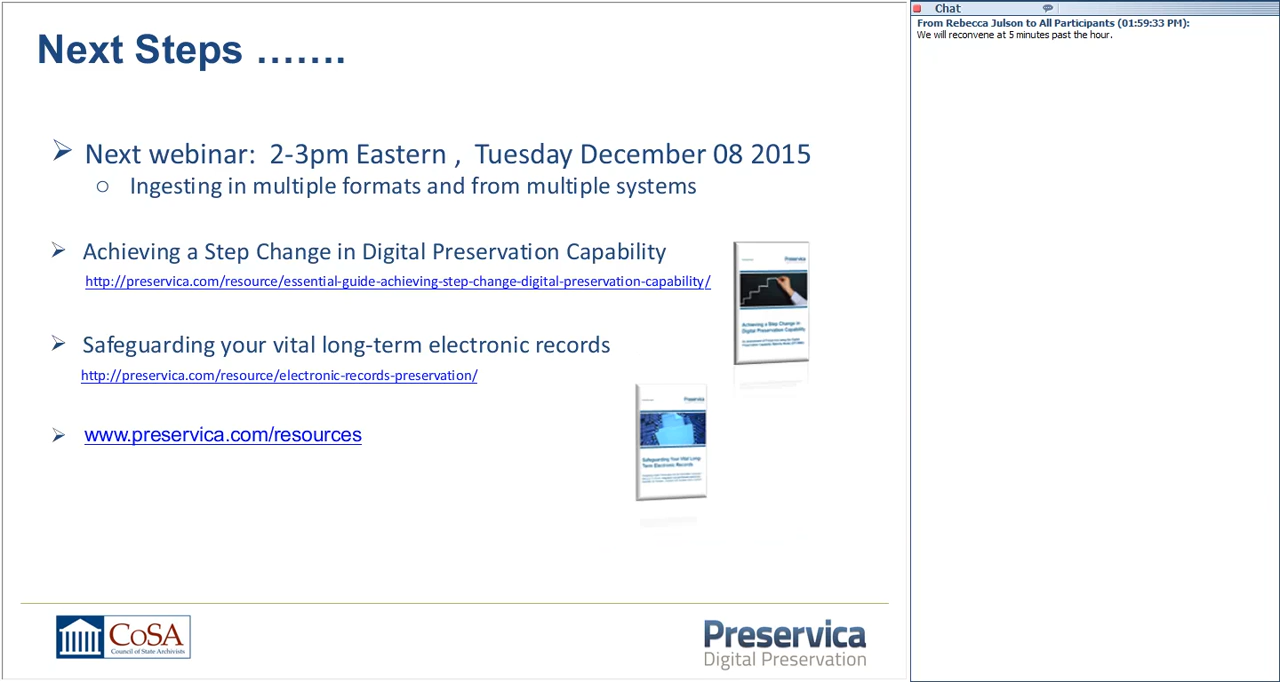 Next Steps …….
➢ Next webinar: 2-3pm Eastern , Tuesday December 08 2015
○ Ingesting in multiple formats and from multiple systems
➢ Achieving a Step Change in Digital Preservation Capability
http://preservica.com/resource/essential-guide-achieving-step-change-digital-preservation-capability/
Preservica
Achieving a Step Change in
Digital Preservation Capability
➢ Safeguarding your vital long-term electronic records
http://preservica.com/resource/electronic-records-preservation/
Preservica
Safeguarding Your Vital Long-
Term Electronic Records
➢ www.preservica.com/resources
CoSA
Council of State Archivists
Preservica
Digital Preservation
Chat
From Rebecca Julson to All Participants (01:59:33 PM):
We will reconvene at 5 minutes past the hour.